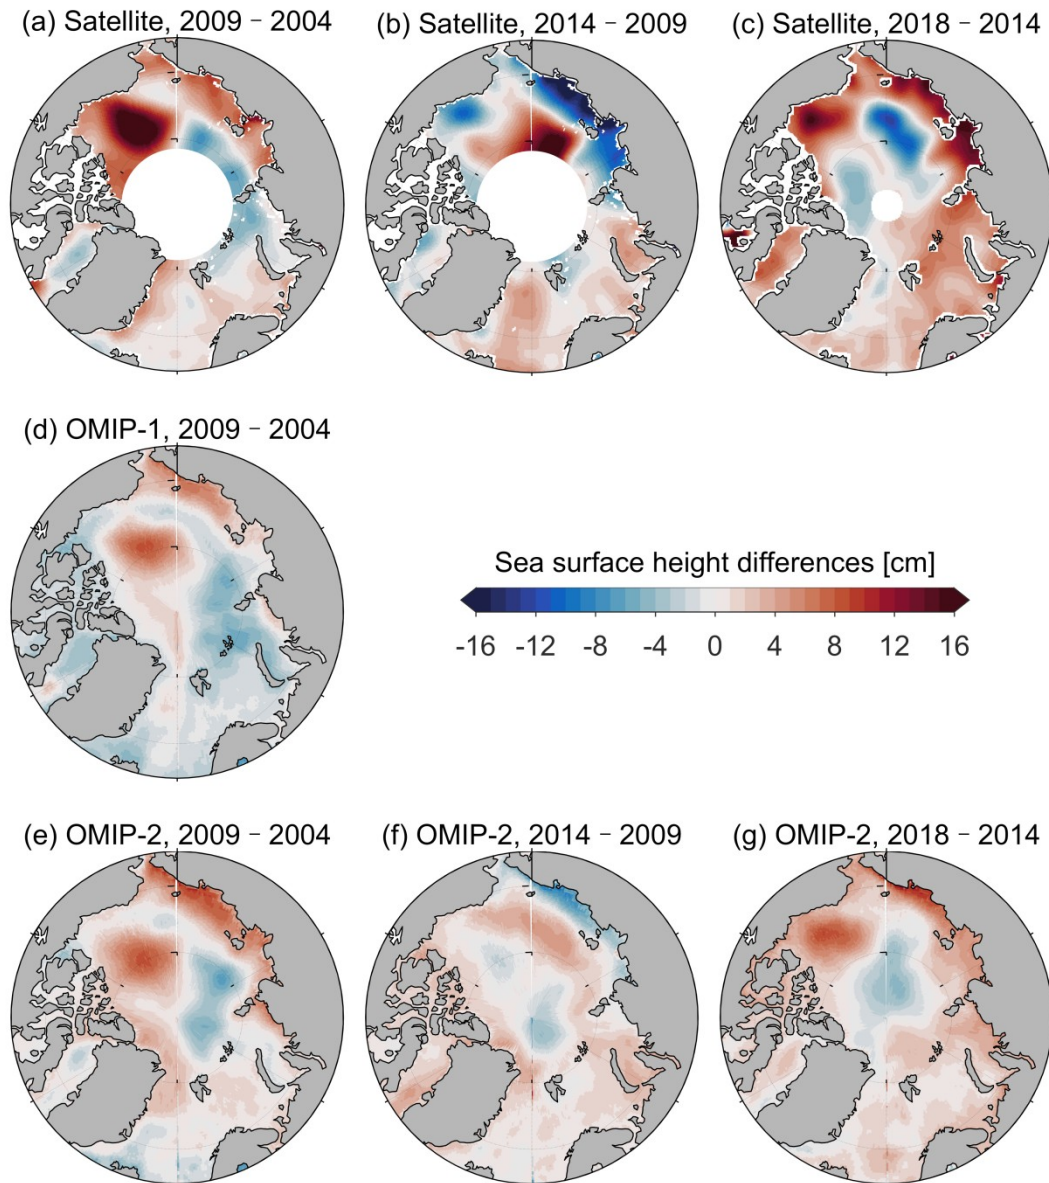 (a) Satellite, 2009 – 2004
(b) Satellite, 2014 – 2009
(c) Satellite, 2018 – 2014
(d) OMIP-1, 2009 – 2004
Sea surface height differences [cm]
-16 -12 -8 -4 0 4 8 12 16
(e) OMIP-2, 2009 – 2004
(f) OMIP-2, 2014 – 2009
(g) OMIP-2, 2018 – 2014